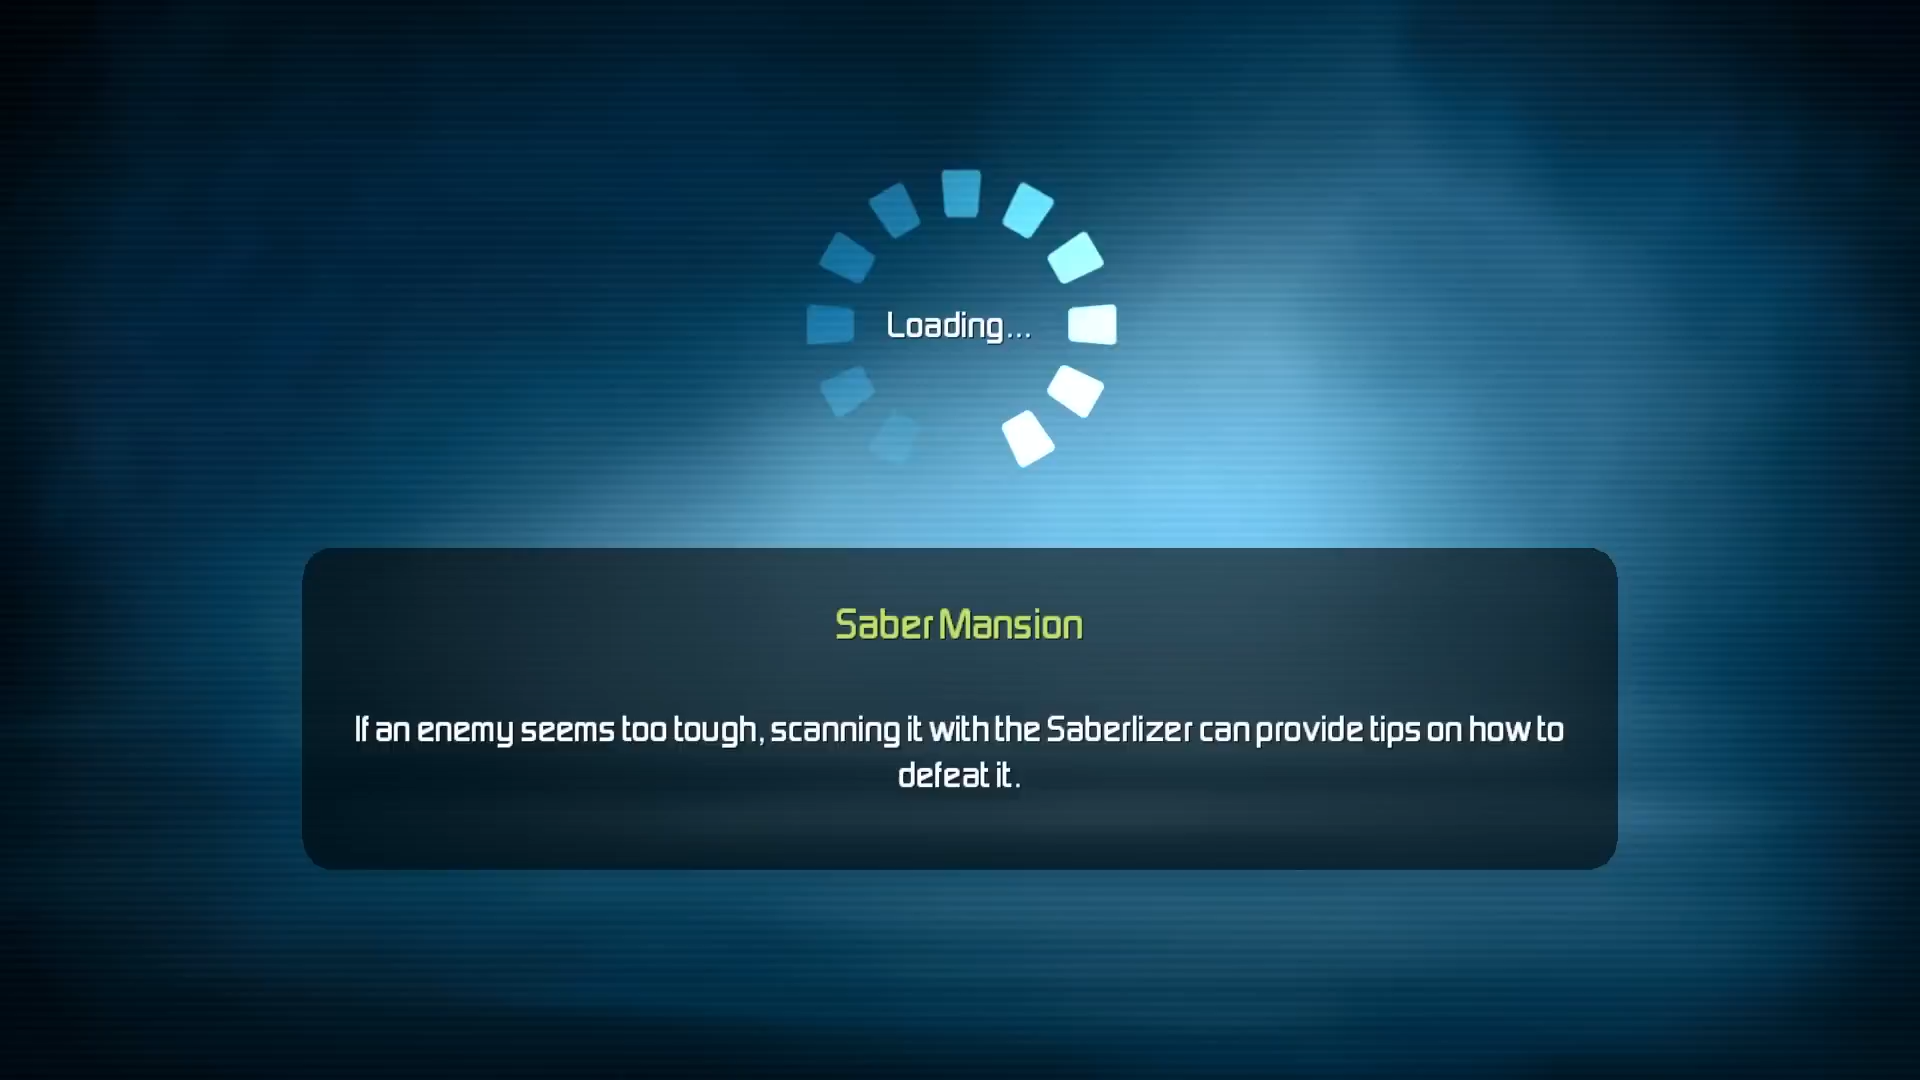 Loading...
Saber Mansion
If an enemy seems too tough, scanning it with the Saberlizer can provide tips on how to
defeat it.